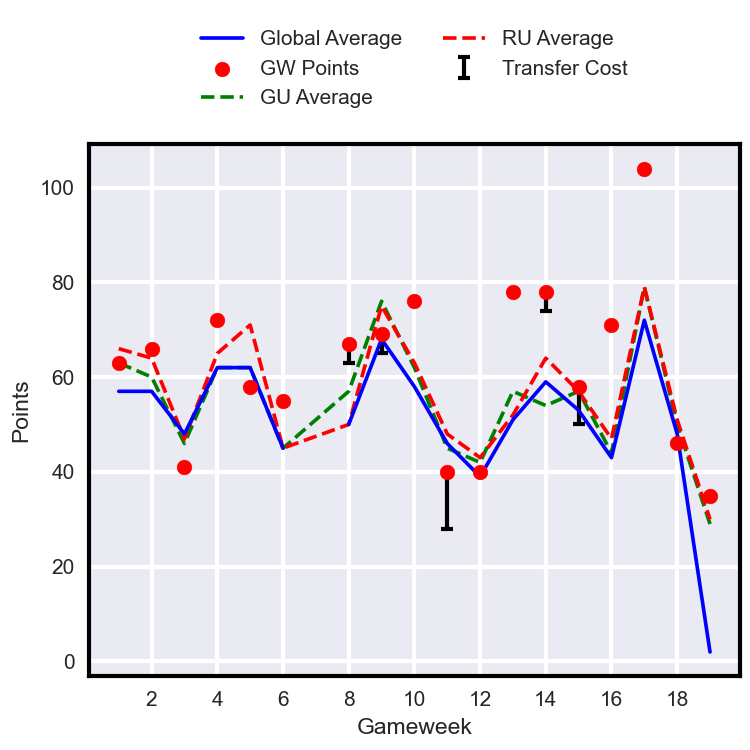 Global Average
GW Points
GU Average
RU Average
Transfer Cost
Points
100
80
60
40
20
0
2 4 6 8 10 12 14 16 18
Gameweek